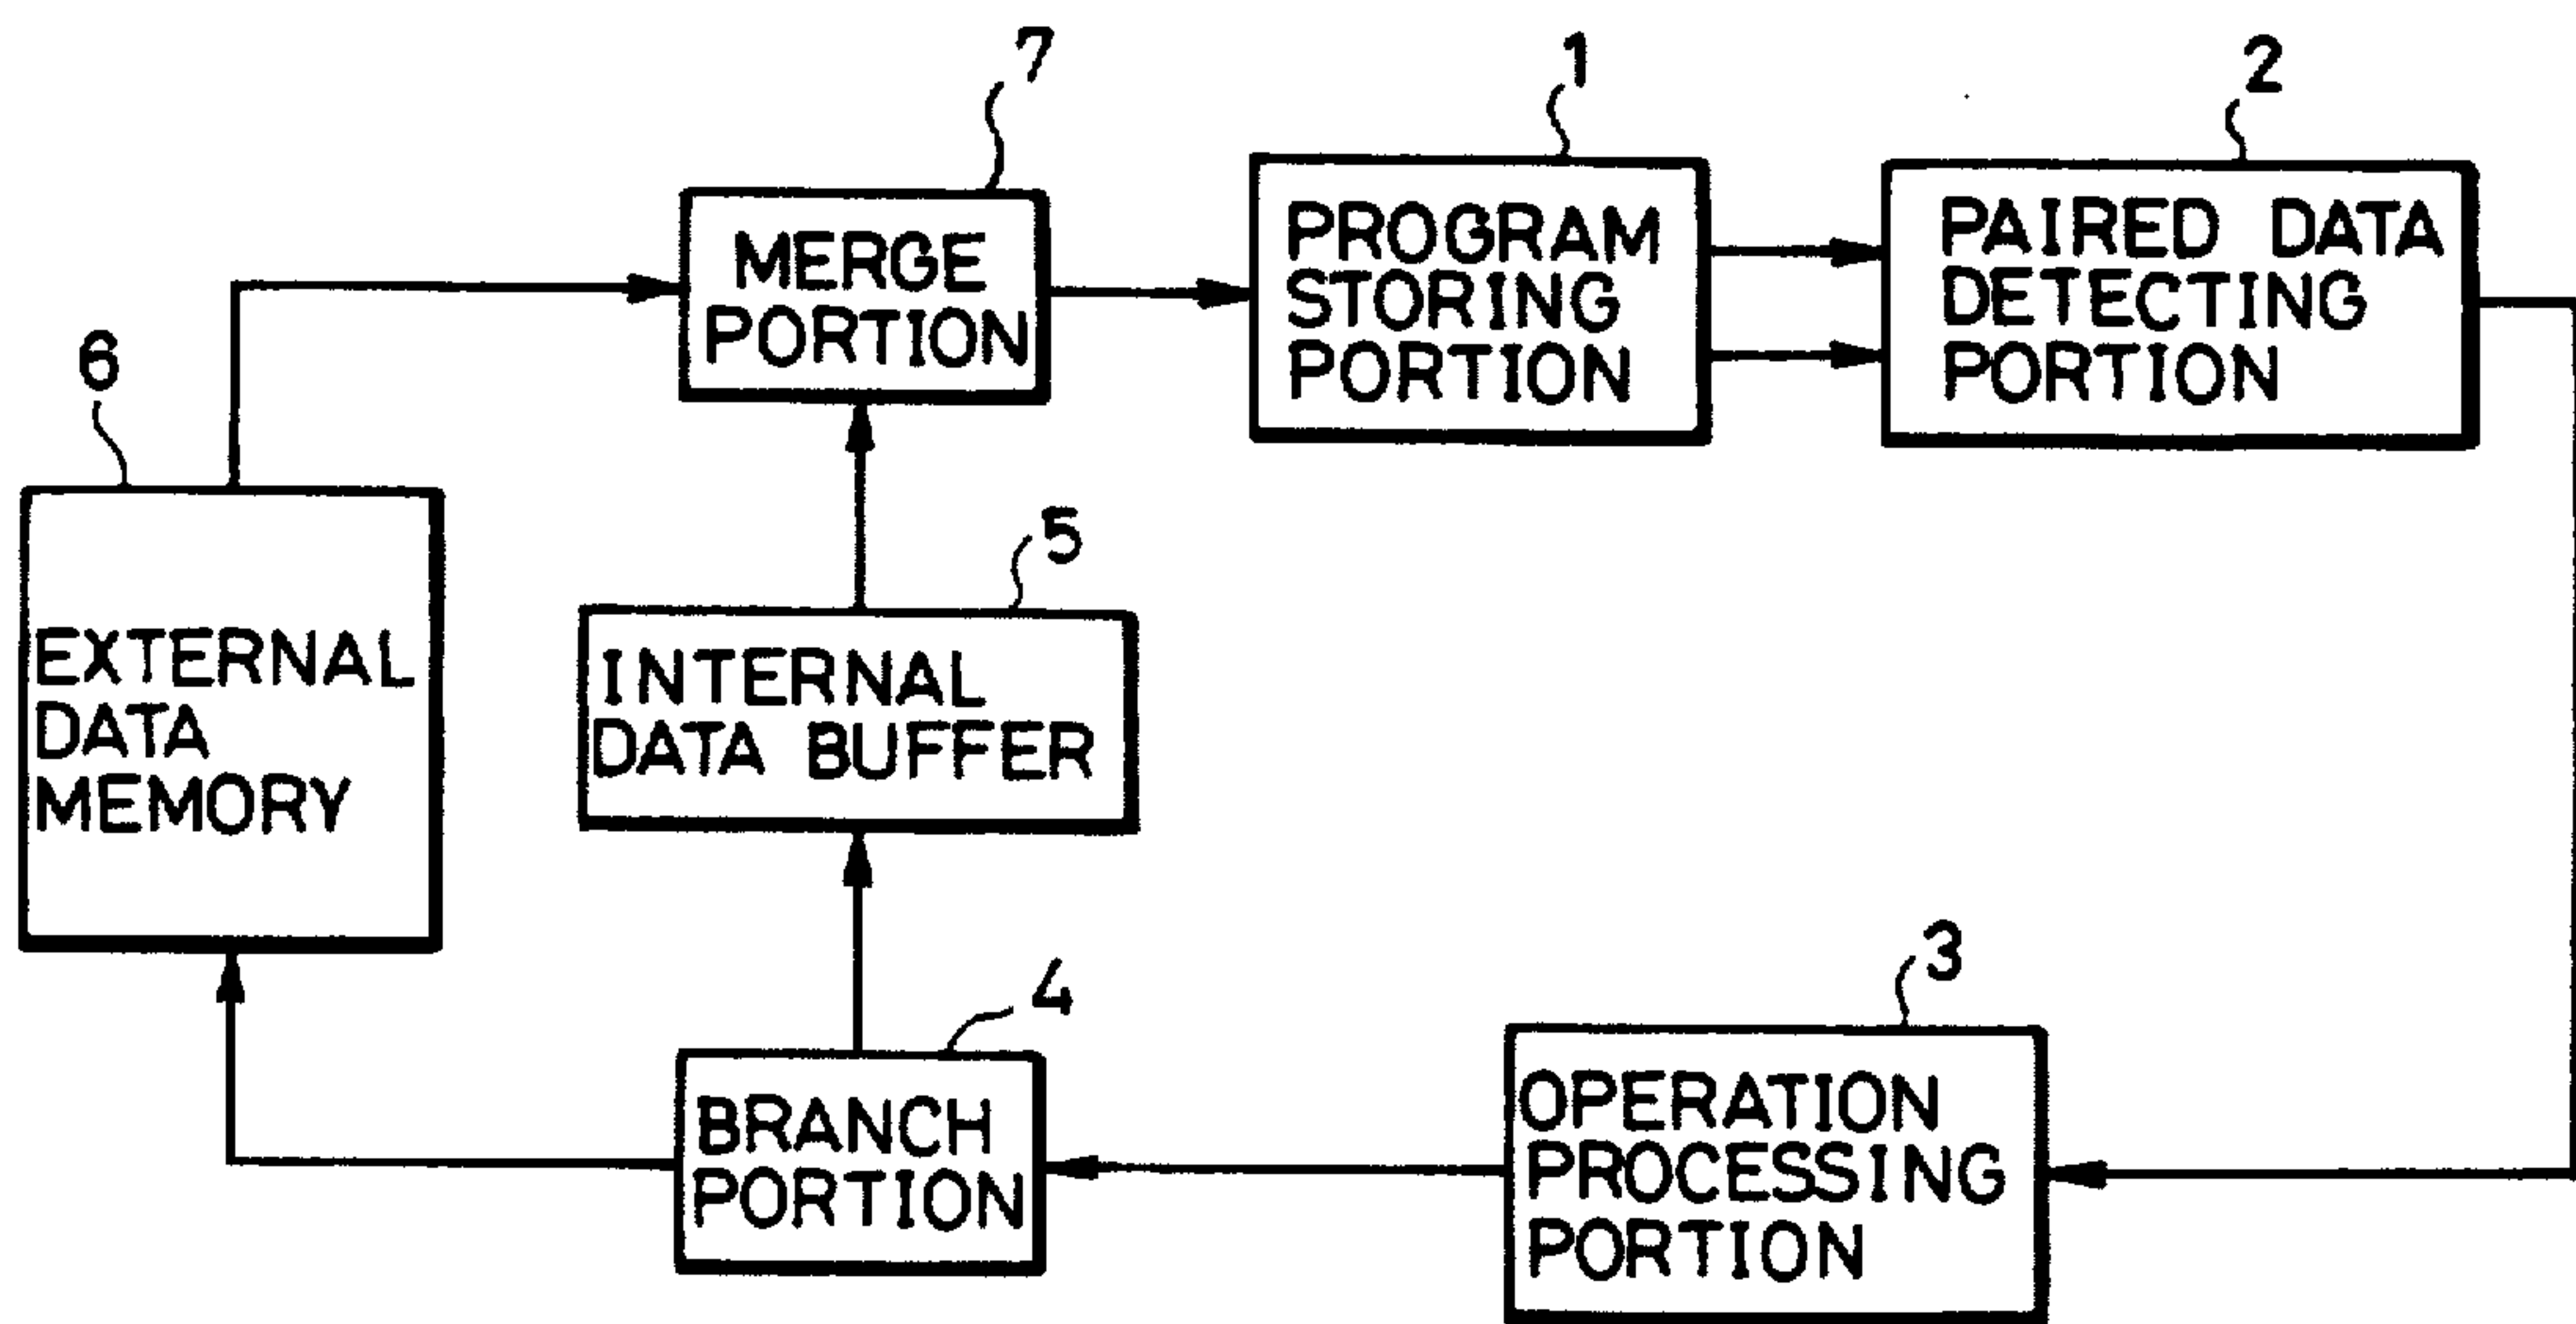 7
1
2
MERGE
PORTION
PROGRAM
STORING
PORTION
PAIRED DATA
DETECTING
PORTION
6
EXTERNAL
DATA
MEMORY
5
INTERNAL
DATA BUFFER
4
BRANCH
PORTION
3
OPERATION
PROCESSING
PORTION